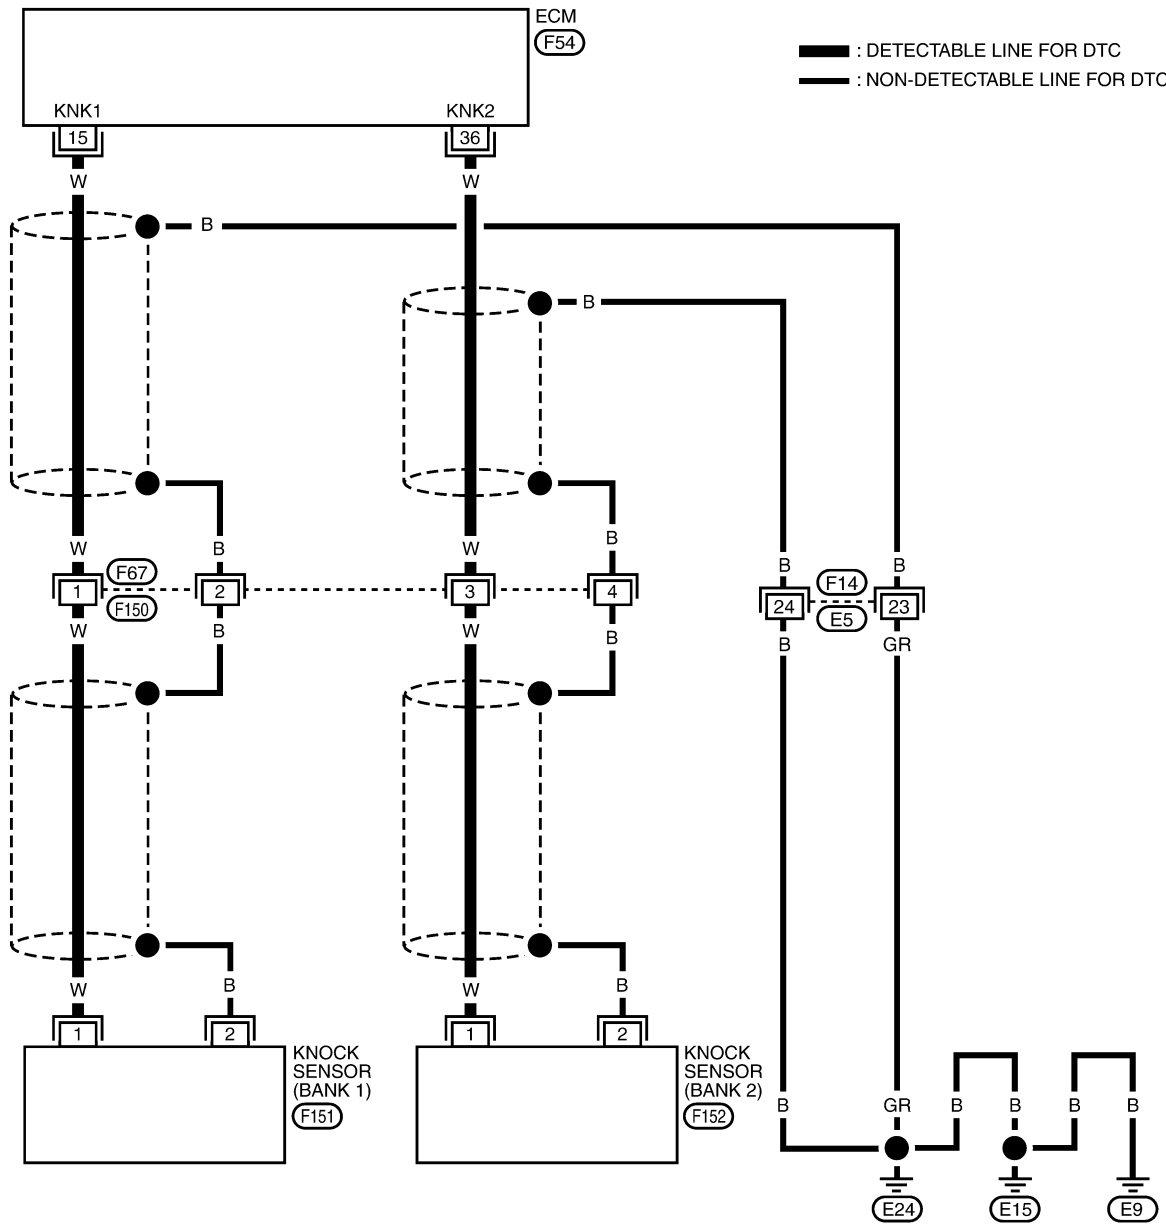 ECM
F54
: DETECTABLE LINE FOR DTC
: NON-DETECTABLE LINE FOR DTC
KNK1
KNK2
15
36
W
W
B
B
W
B
W
B
B
B
F67
F14
1
2
3
4
24
23
F150
E5
W
B
W
B
B
GR
W
B
W
B
1
2
1
2
KNOCK
SENSOR
(BANK 1)
F151
KNOCK
SENSOR
(BANK 2)
F152
B
GR
B
B
B
B
E24
E15
E9